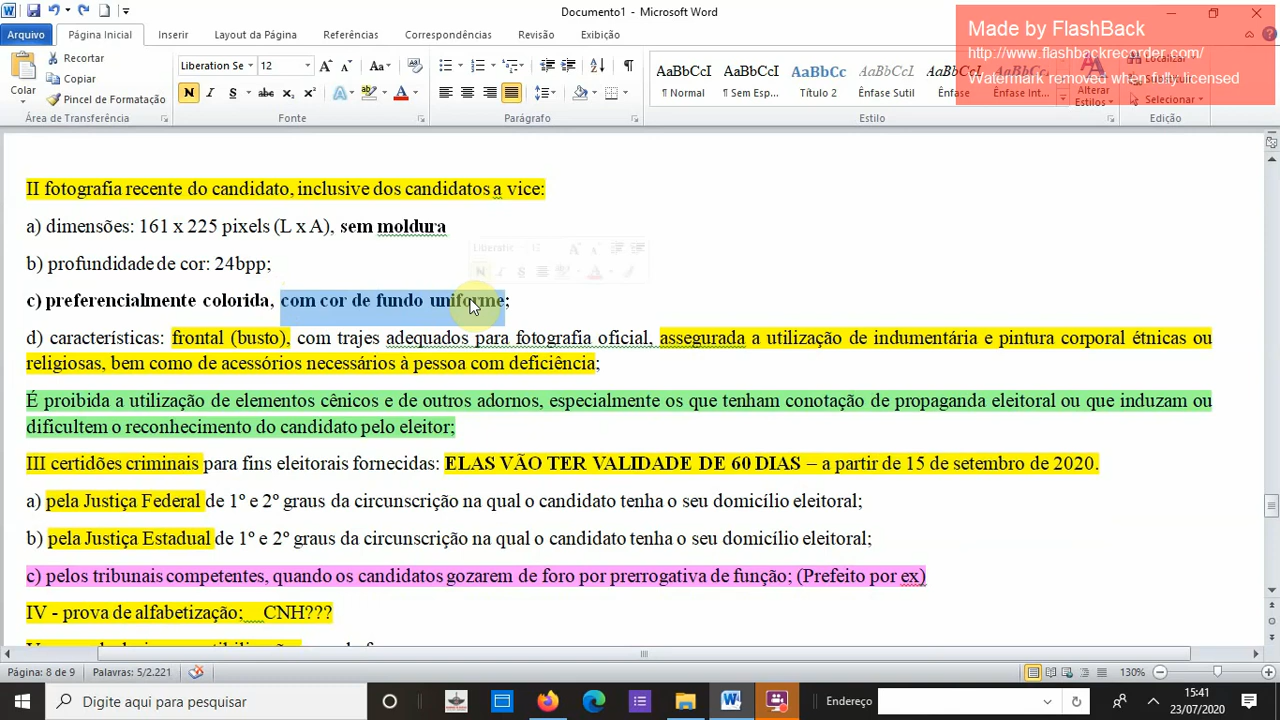 Documento1 - Microsoft Word
Made by FlashBack
http://www.flashbackrecorder.com/
Watermark removed when fully licensed
Arquivo Página Inicial Inserir Layout da Página Referências Correspondências Revisão Exibição
Colar
Recortar
Copiar
Pincel de Formatação
Área de Transferência
Liberation Se 12
Fonte
Parágrafo
AaBbCcI AaBbCcI AaBbCc AaBbCcI AaBbCcI
¶ Normal ¶ Sem Esp... Título 2 Ênfase Sutil Ênfase Int...
Alterar Estilos
Estilo
Localizar
Selecionar
Edição
II fotografia recente do candidato, inclusive dos candidatos a vice:
a) dimensões: 161 x 225 pixels (L x A), sem moldura
b) profundidade de cor: 24bpp;
c) preferencialmente colorida, com cor de fundo uniforme;
d) características: frontal (busto), com trajes adequados para fotografia oficial, assegurada a utilização de indumentária e pintura corporal étnicas ou
religiosas, bem como de acessórios necessários à pessoa com deficiência;
É proibida a utilização de elementos cênicos e de outros adornos, especialmente os que tenham conotação de propaganda eleitoral ou que induzam ou
dificultem o reconhecimento do candidato pelo eleitor;
III certidões criminais para fins eleitorais fornecidas: ELAS VÃO TER VALIDADE DE 60 DIAS – a partir de 15 de setembro de 2020.
a) pela Justiça Federal de 1º e 2º graus da circunscrição na qual o candidato tenha o seu domicílio eleitoral;
b) pela Justiça Estadual de 1º e 2º graus da circunscrição na qual o candidato tenha o seu domicílio eleitoral;
c) pelos tribunais competentes, quando os candidatos gozarem de foro por prerrogativa de função; (Prefeito por ex)
IV - prova de alfabetização; CNH???
Página: 8 de 9 Palavras: 5/2.221 130%
Digite aqui para pesquisar
Endereço
15:41
23/07/2020